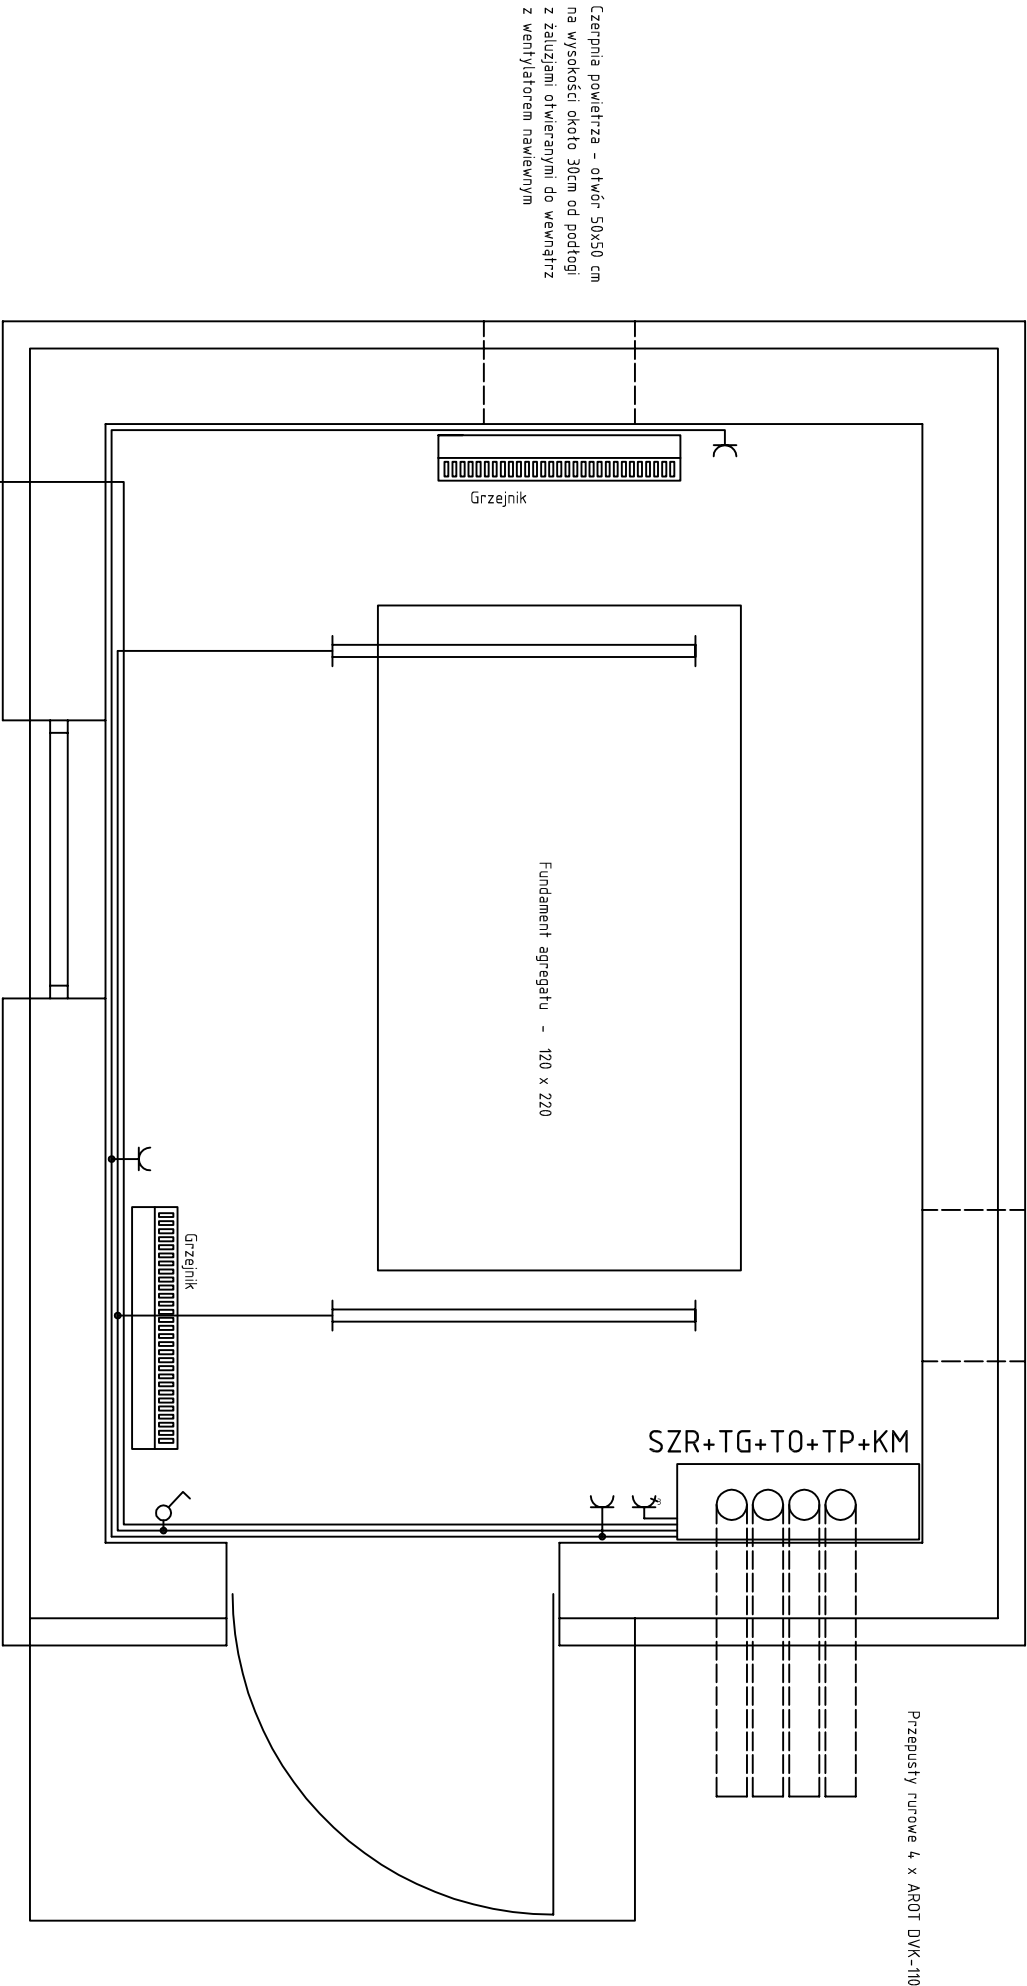 Czerpnia powietrza - otwór 50x50 cm
na wysokości około 30cm od podłogi
z żaluzjami otwieranymi do wewnątrz
z wentylatorem nawiewnym
Grzejnik
Fundament agregatu - 120 x 220
Grzejnik
SZR+TG+TO+TP+KM
Przepusty rurowe 4 x AROT DVK-110